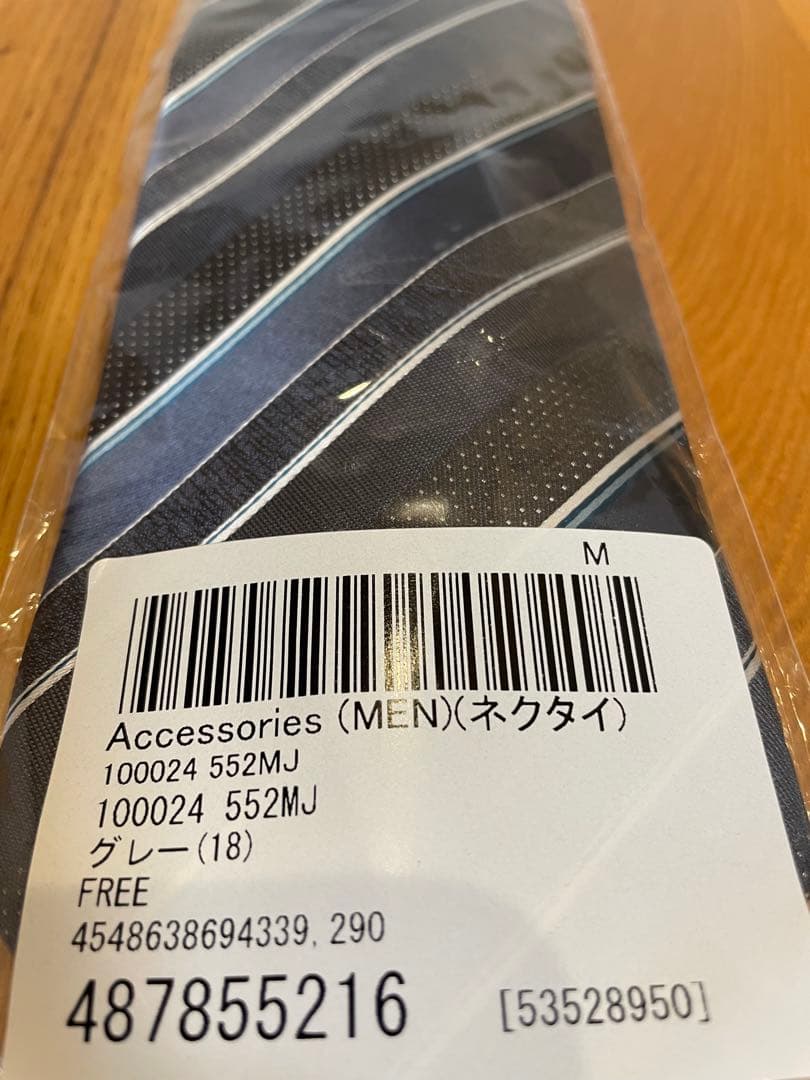 M
Accessories (MEN)(ネクタイ)
100024 552MJ
100024 552MJ
グレー(18)
FREE
4548638694339, 290
487855216 [53528950]